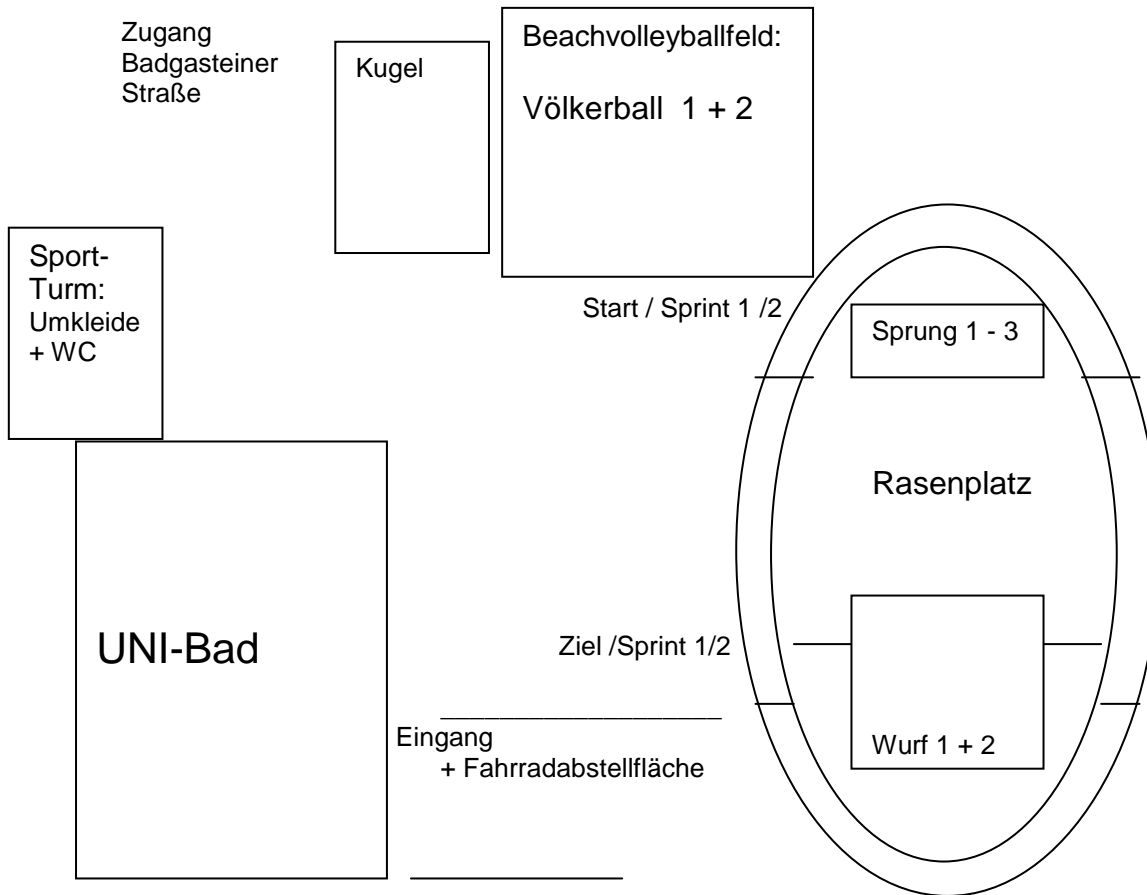 Zugang
Badgasteiner
Straße
Kugel
Beachvolleyballfeld:
Völkerball 1 + 2
Sport-
Turm:
Umkleide
+ WC
Start / Sprint 1 /2
Sprung 1 - 3
Rasenplatz
UNI-Bad
Ziel /Sprint 1/2
Eingang
+ Fahrradabstellfläche
Wurf 1 + 2